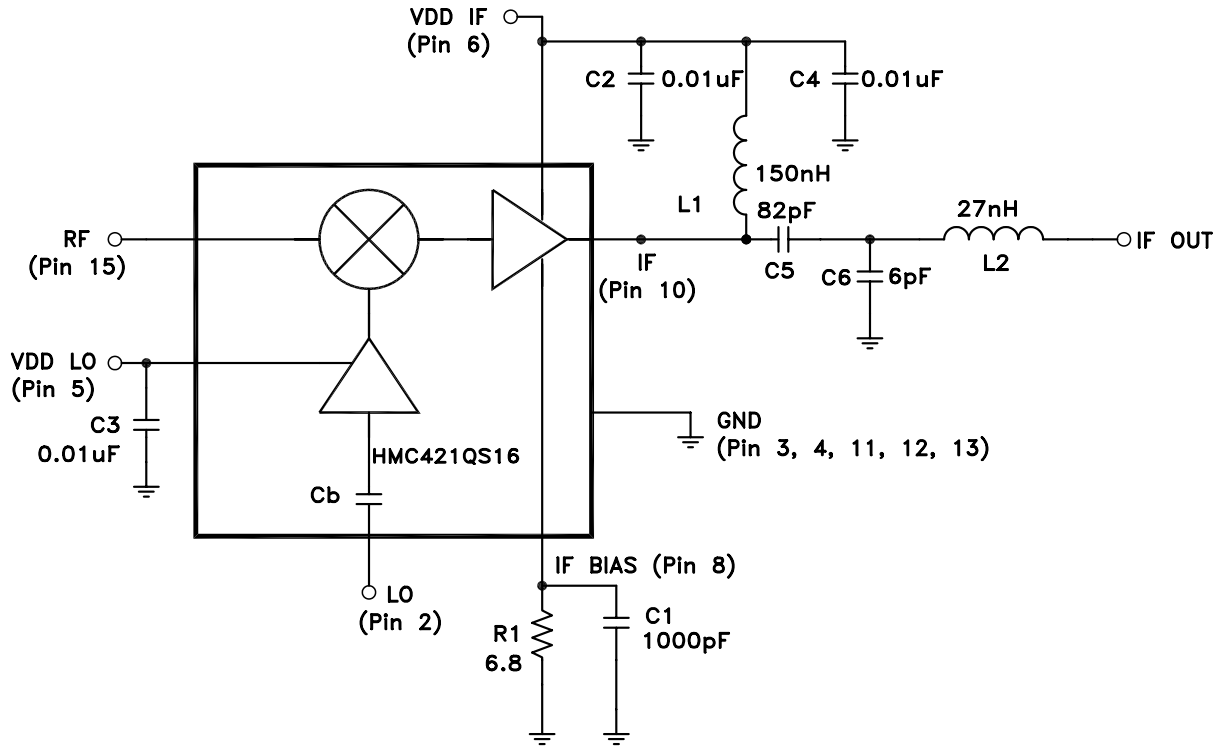 VDD IF
(Pin 6)
C2
0.01uF
C4
0.01uF
150nH
L1
82pF
27nH
RF
(Pin 15)
IF
(Pin 10)
C5
C6
6pF
L2
IF OUT
VDD LO
(Pin 5)
C3
0.01uF
GND
(Pin 3, 4, 11, 12, 13)
HMC421QS16
Cb
LO
(Pin 2)
IF BIAS (Pin 8)
R1
6.8
C1
1000pF